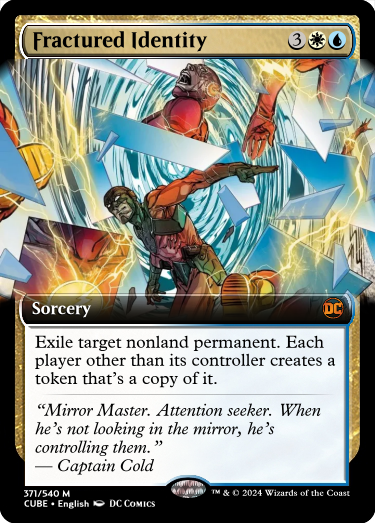 Fractured Identity 3
Sorcery
DC
Exile target nonland permanent. Each
player other than its controller creates a
token that's a copy of it.
“Mirror Master. Attention seeker. When
he's not looking in the mirror, he's
controlling them.”
— Captain Cold
371/540 M
CUBE • English DC COMICS
™ & © 2024 Wizards of the Coast